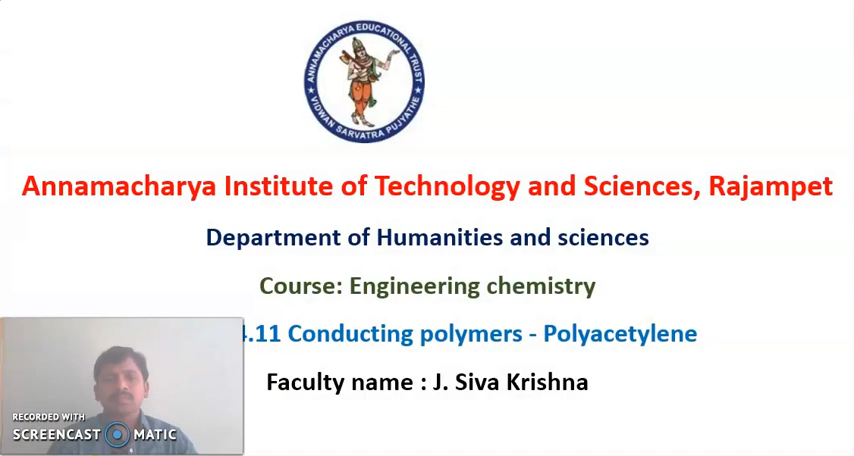 ANNAMACHARYA EDUCATIONAL TRUST
VIDWAN SARVATRA PUJYATHE
Annamacharya Institute of Technology and Sciences, Rajampet
Department of Humanities and sciences
Course: Engineering chemistry
4.11 Conducting polymers - Polyacetylene
Faculty name : J. Siva Krishna
RECORDED WITH
SCREENCAST MATIC